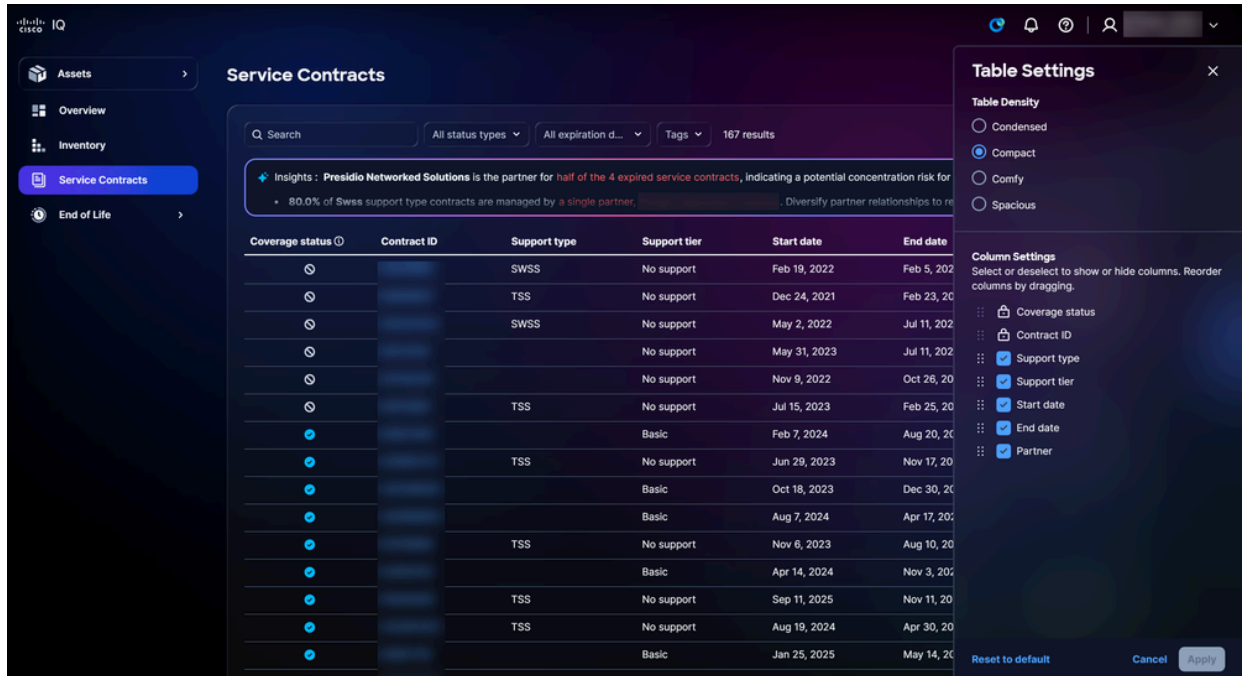 cisco IQ
Assets
Overview
Inventory
Service Contracts
End of Life
Service Contracts
Search
All status types
All expiration d...
Tags
167 results
Insights : Presidio Networked Solutions is the partner for half of the 4 expired service contracts, indicating a potential concentration risk for
• 80.0% of Swss support type contracts are managed by a single partner, . Diversify partner relationships to re
Coverage status Contract ID Support type Support tier Start date End date
SWSS No support Feb 19, 2022 Feb 5, 202
TSS No support Dec 24, 2021 Feb 23, 20
SWSS No support May 2, 2022 Jul 11, 202
No support May 31, 2023 Jul 11, 202
No support Nov 9, 2022 Oct 26, 20
TSS No support Jul 15, 2023 Feb 25, 20
Basic Feb 7, 2024 Aug 20, 20
TSS No support Jun 29, 2023 Nov 17, 20
Basic Oct 18, 2023 Dec 30, 20
Basic Aug 7, 2024 Apr 17, 202
TSS No support Nov 6, 2023 Aug 10, 20
Basic Apr 14, 2024 Nov 3, 202
TSS No support Sep 11, 2025 Nov 11, 20
TSS No support Aug 19, 2024 Apr 30, 20
Basic Jan 25, 2025 May 14, 20
Table Settings
Table Density
Condensed
Compact
Comfy
Spacious
Column Settings
Select or deselect to show or hide columns. Reorder
columns by dragging.
Coverage status
Contract ID
Support type
Support tier
Start date
End date
Partner
Reset to default
Cancel
Apply